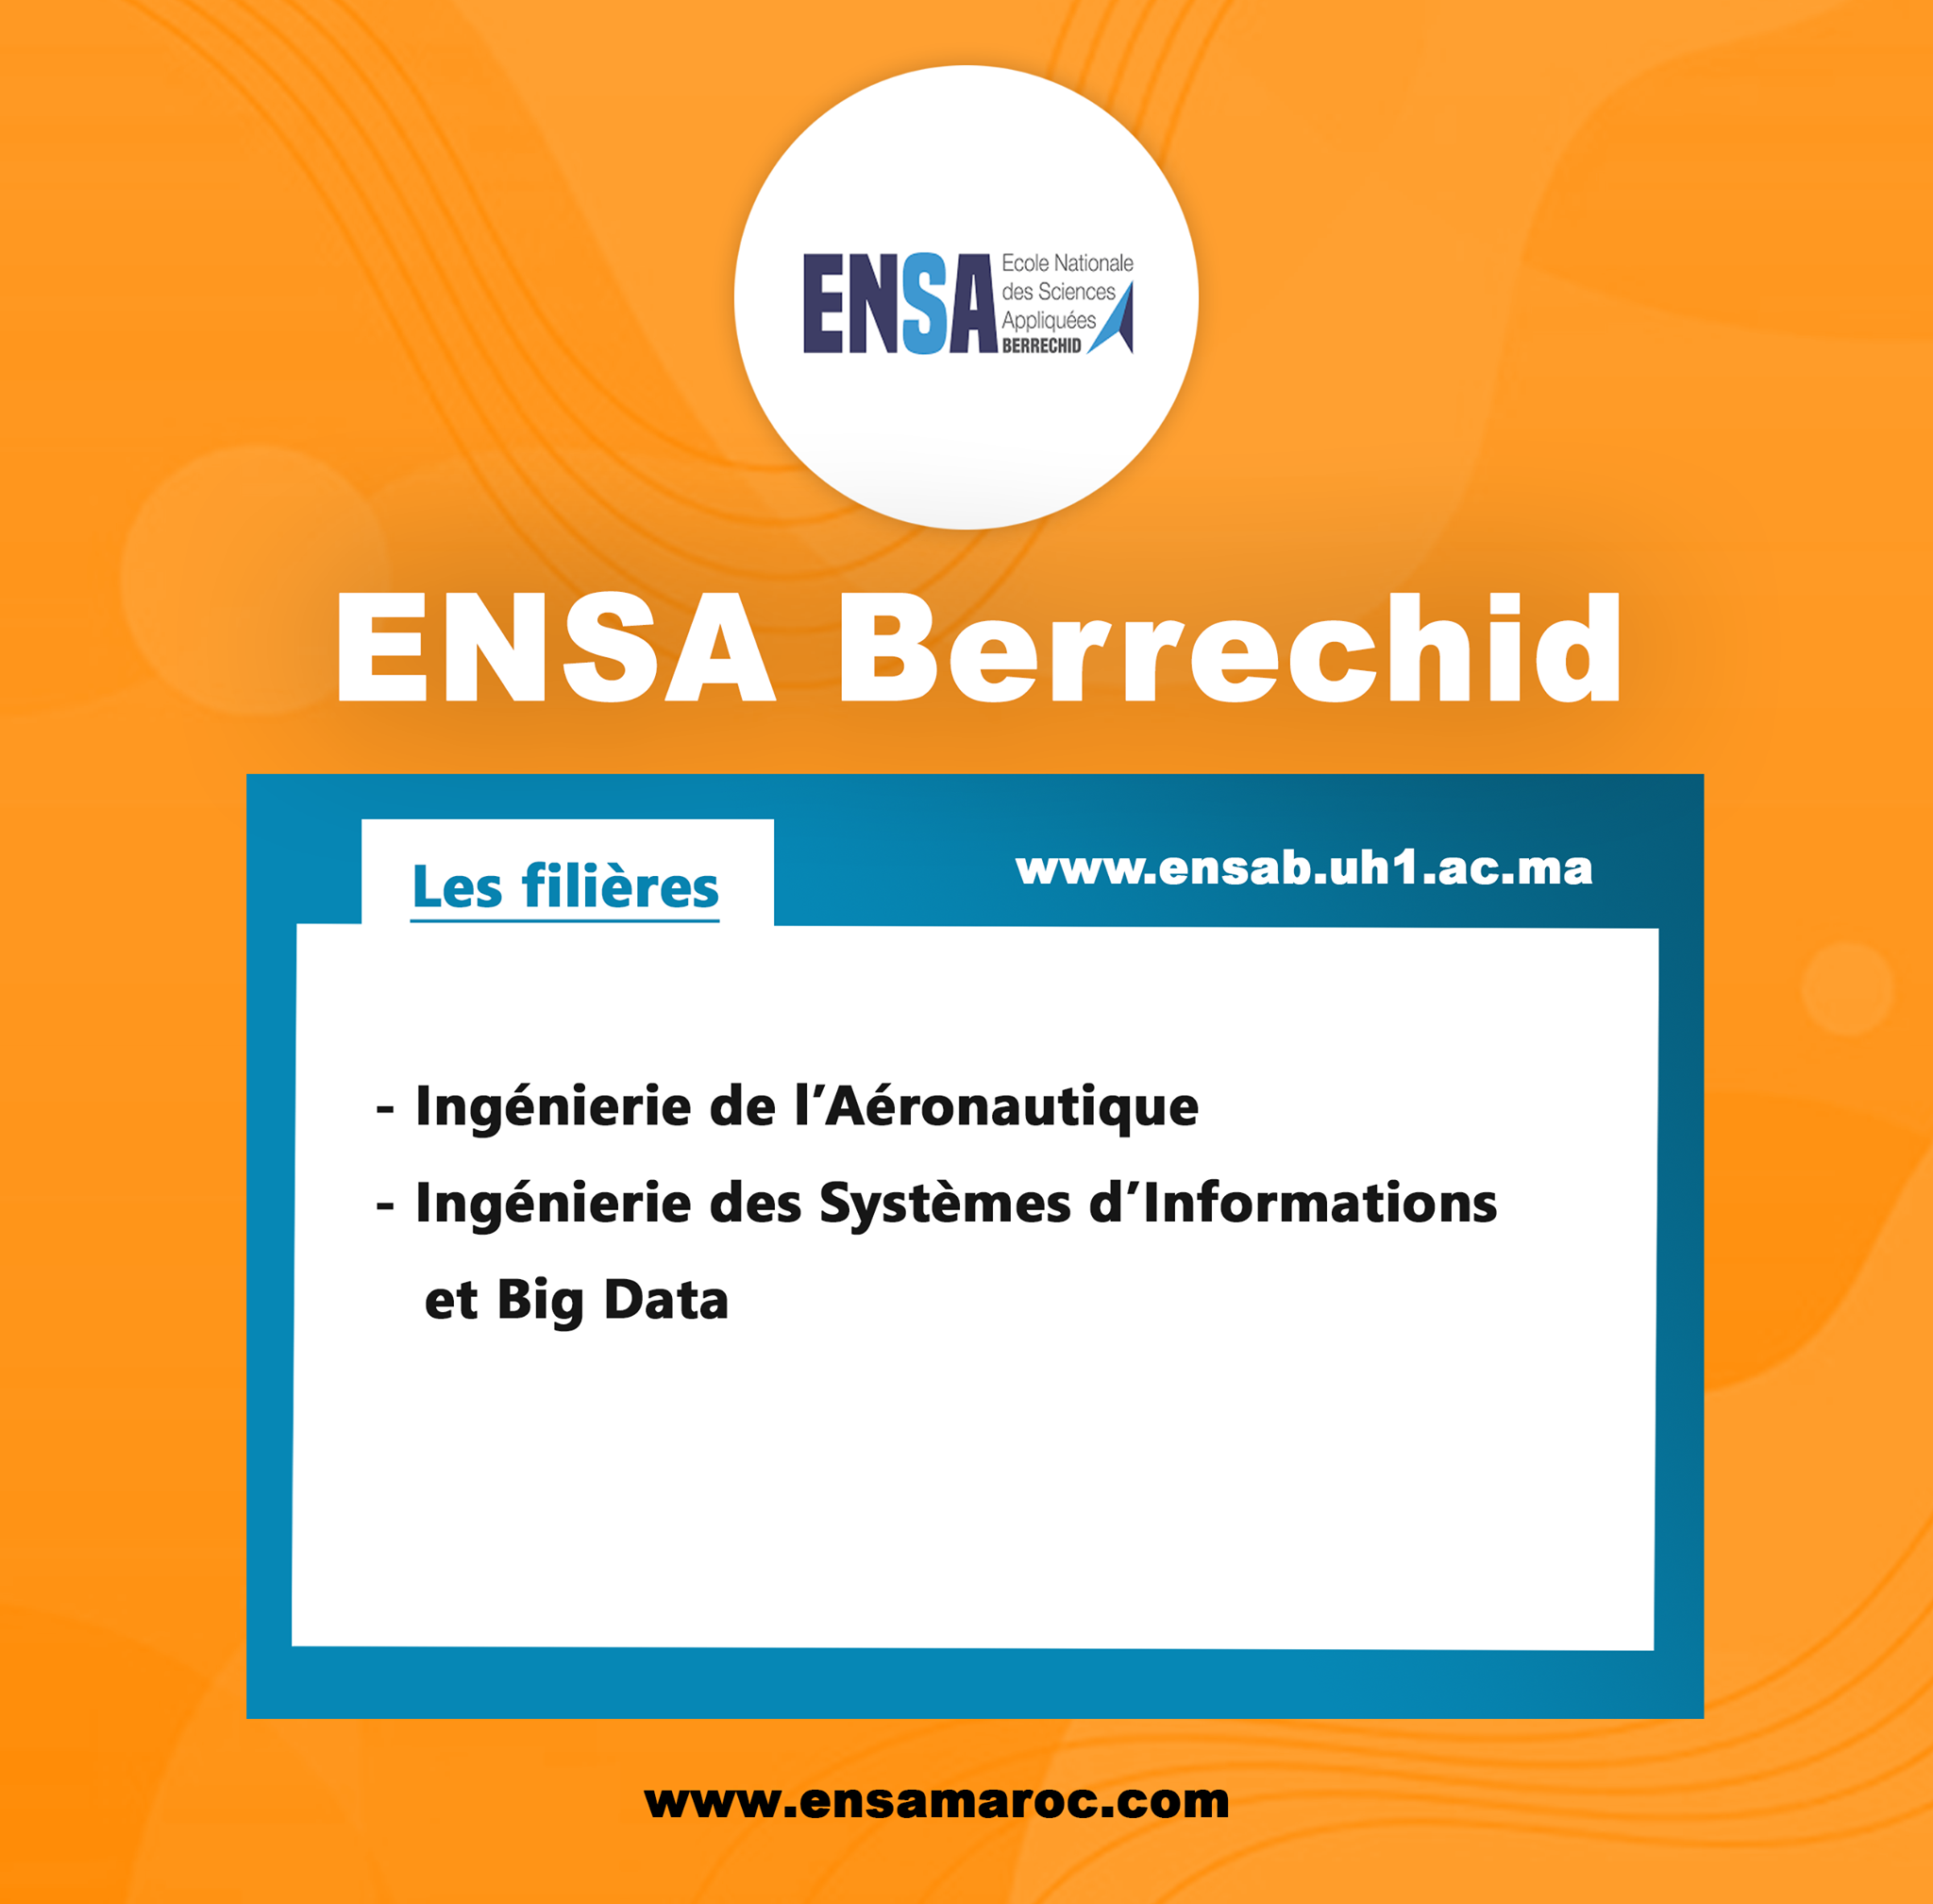 ENSA
Ecole Nationale
des Sciences
Appliquées
BERRECHID
ENSA Berrechid
Les filières
www.ensab.uh1.ac.ma
- Ingénierie de l’Aéronautique
- Ingénierie des Systèmes d’Informations
et Big Data
www.ensamaroc.com